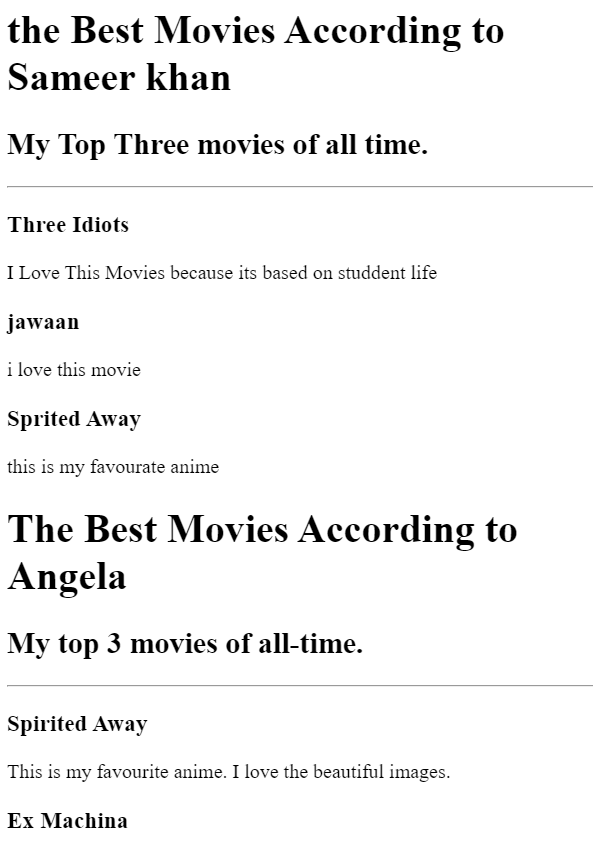 the Best Movies According to
Sameer khan
My Top Three movies of all time.
Three Idiots
I Love This Movies because its based on studdent life
jawaan
i love this movie
Sprited Away
this is my favourate anime
The Best Movies According to
Angela
My top 3 movies of all-time.
Spirited Away
This is my favourite anime. I love the beautiful images.
Ex Machina